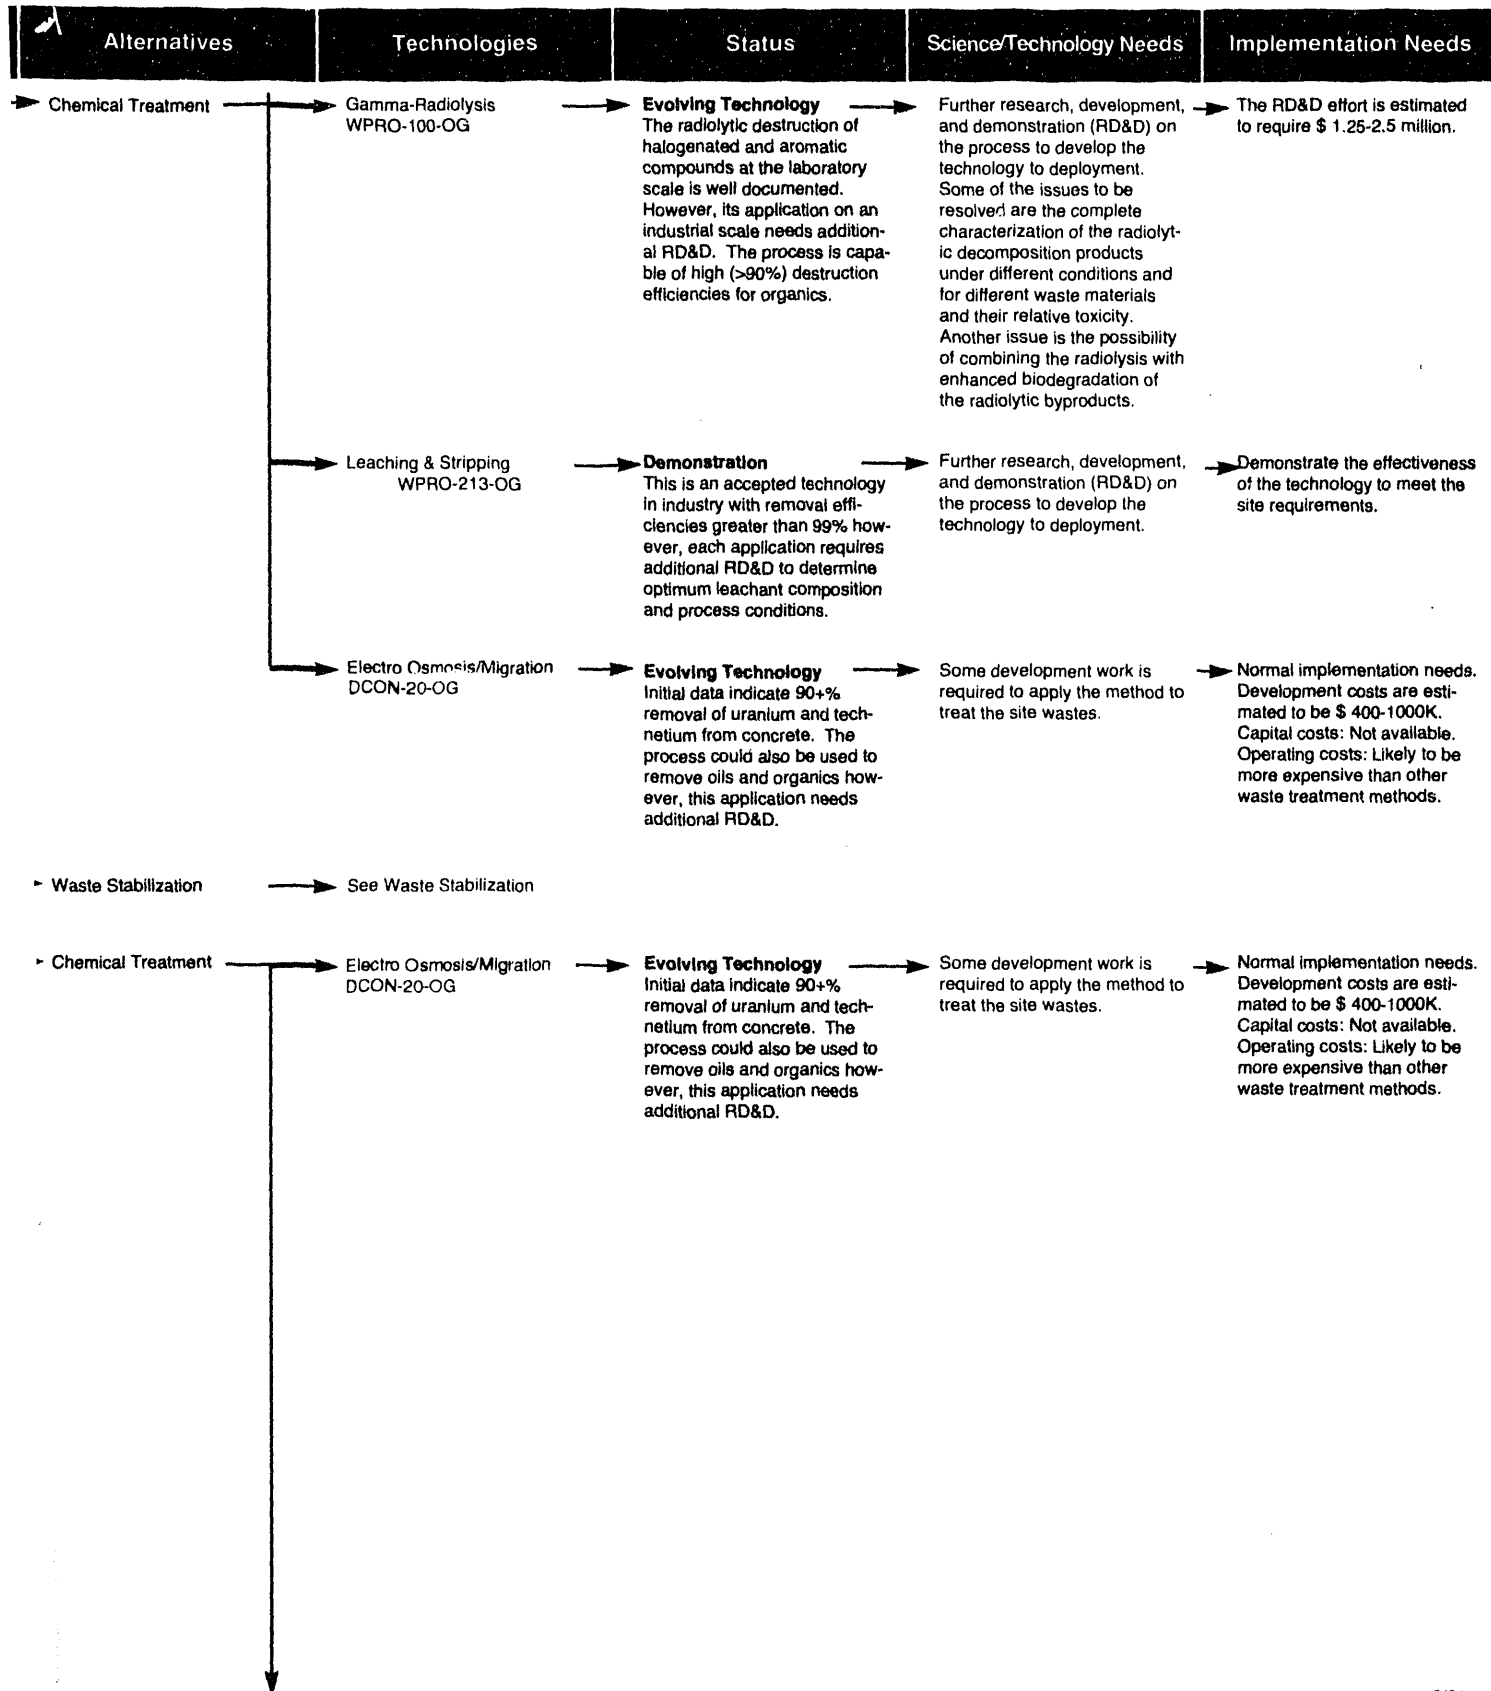 Alternatives
Technologies
Status
Science/Technology Needs
Implementation Needs
Chemical Treatment
Gamma-Radiolysis
WPRO-100-OG
Evolving Technology
The radiolytic destruction of
halogenated and aromatic
compounds at the laboratory
scale is well documented.
However, its application on an
industrial scale needs addition-
al RD&D. The process is capa-
ble of high (>90%) destruction
efficiencies for organics.
Further research, development,
and demonstration (RD&D) on
the process to develop the
technology to deployment.
Some of the issues to be
resolved are the complete
characterization of the radiolyt-
ic decomposition products
under different conditions and
for different waste materials
and their relative toxicity.
Another issue is the possibility
of combining the radiolysis with
enhanced biodegradation of
the radiolytic byproducts.
The RD&D effort is estimated
to require $ 1.25-2.5 million.
Leaching & Stripping
WPRO-213-OG
Demonstration
This is an accepted technology
in industry with removal effi-
ciencies greater than 99% how-
ever, each application requires
additional RD&D to determine
optimum leachant composition
and process conditions.
Further research, development,
and demonstration (RD&D) on
the process to develop the
technology to deployment.
Demonstrate the effectiveness
of the technology to meet the
site requirements.
Electro Osmosis/Migration
DCON-20-OG
Evolving Technology
Initial data indicate 90+%
removal of uranium and tech-
netium from concrete. The
process could also be used to
remove oils and organics how-
ever, this application needs
additional RD&D.
Some development work is
required to apply the method to
treat the site wastes.
Normal implementation needs.
Development costs are esti-
mated to be $ 400-1000K.
Capital costs: Not available.
Operating costs: Likely to be
more expensive than other
waste treatment methods.
Waste Stabilization
See Waste Stabilization
Chemical Treatment
Electro Osmosis/Migration
DCON-20-OG
Evolving Technology
Initial data indicate 90+%
removal of uranium and tech-
netium from concrete. The
process could also be used to
remove oils and organics how-
ever, this application needs
additional RD&D.
Some development work is
required to apply the method to
treat the site wastes.
Normal implementation needs.
Development costs are esti-
mated to be $ 400-1000K.
Capital costs: Not available.
Operating costs: Likely to be
more expensive than other
waste treatment methods.